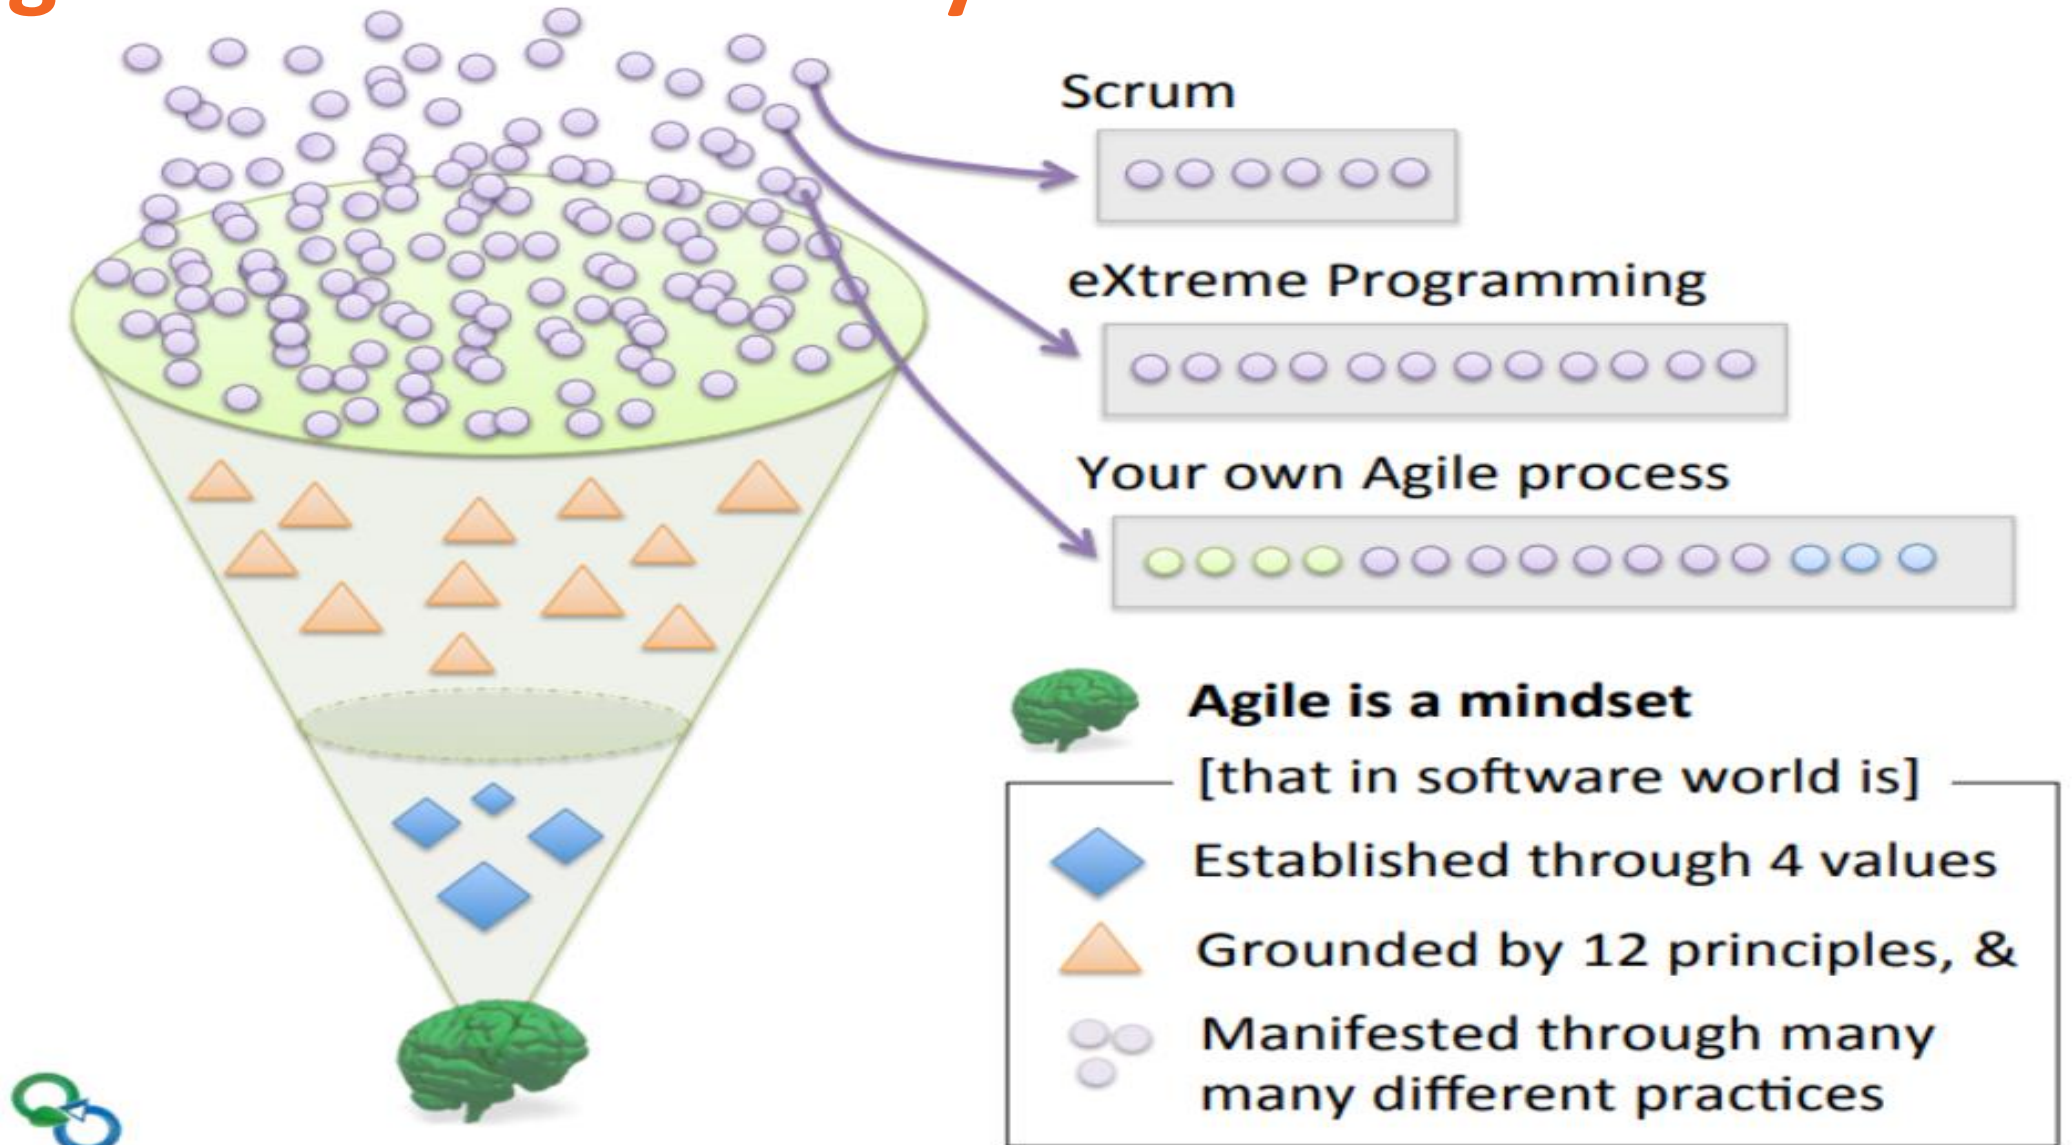 Scrum
eXtreme Programming
Your own Agile process
Agile is a mindset
[that in software world is]
Established through 4 values
Grounded by 12 principles, &
Manifested through many
many different practices